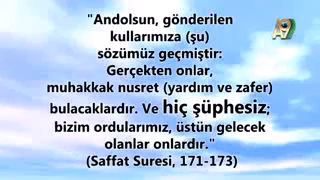 A9
"Andolsun, gönderilen
kullarımıza (şu)
sözümüz geçmiştir:
Gerçekten onlar,
muhakkak nusret (yardım ve zafer)
bulacaklardır. Ve hiç şüphesiz;
bizim ordularımız, üstün gelecek
olanlar onlardır."
(Saffat Suresi, 171-173)